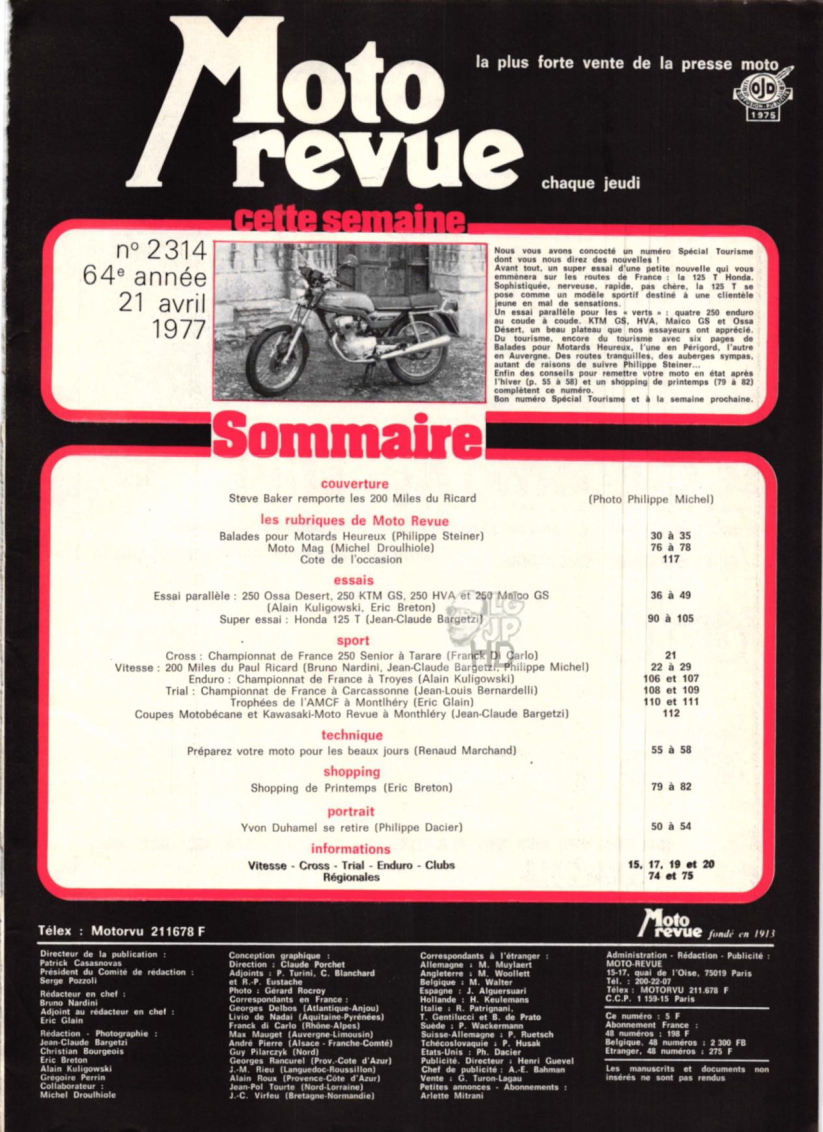 Moto revue
la plus forte vente de la presse moto
OJD
1975
chaque jeudi
cette semaine
n° 2314
64e année
21 avril
1977
Nous vous avons concocté un numéro Spécial Tourisme
dont vous nous direz des nouvelles !
Avant tout, un super essai d'une petite nouvelle qui vous
emmènera sur les routes de France : la 125 T Honda.
Sophistiquée, nerveuse, rapide, pas chère, la 125 T se
pose comme un modèle sportif destiné à une clientèle
jeune en mal de sensations.
Un essai parallèle pour les « verts » : quatre 250 enduro
au coude à coude. KTM GS, HVA, Maïco GS et Ossa
Désert, un beau plateau que nos essayeurs ont apprécié.
Du tourisme, encore du tourisme avec six pages de
Balades pour Motards Heureux, l'une en Périgord, l'autre
en Auvergne. Des routes tranquilles, des auberges sympas,
autant de raisons de suivre Philippe Steiner...
Enfin des conseils pour remettre votre moto en état après
l'hiver (p. 55 à 58) et un shopping de printemps (79 à 82)
complètent ce numéro.
Bon numéro Spécial Tourisme et à la semaine prochaine.
Sommaire
couverture
Steve Baker remporte les 200 Miles du Ricard (Photo Philippe Michel)
les rubriques de Moto Revue
Balades pour Motards Heureux (Philippe Steiner) 30 à 35
Moto Mag (Michel Droulhiole) 76 à 78
Cote de l'occasion 117
essais
Essai parallèle : 250 Ossa Desert, 250 KTM GS, 250 HVA et 250 Maïco GS 36 à 49
(Alain Kuligowski, Eric Breton)
Super essai : Honda 125 T (Jean-Claude Bargetzi) 90 à 105
LG
JP
HD
sport
Cross : Championnat de France 250 Senior à Tarare (Franck Di Carlo) 21
Vitesse : 200 Miles du Paul Ricard (Bruno Nardini, Jean-Claude Bargetzi, Philippe Michel) 22 à 29
Enduro : Championnat de France à Troyes (Alain Kuligowski) 106 et 107
Trial : Championnat de France à Carcassonne (Jean-Louis Bernardelli) 108 et 109
Trophées de l'AMCF à Montlhéry (Eric Glain) 110 et 111
Coupes Motobécane et Kawasaki-Moto Revue à Monthléry (Jean-Claude Bargetzi) 112
technique
Préparez votre moto pour les beaux jours (Renaud Marchand) 55 à 58
shopping
Shopping de Printemps (Eric Breton) 79 à 82
portrait
Yvon Duhamel se retire (Philippe Dacier) 50 à 54
informations
Vitesse - Cross - Trial - Enduro - Clubs 15, 17, 19 et 20
Régionales 74 et 75
Télex : Motorvu 211678 F
Moto revue fondé en 1913
Directeur de la publication :
Patrick Casasnovas
Président du Comité de rédaction :
Serge Pozzoli
Rédacteur en chef :
Bruno Nardini
Adjoint au rédacteur en chef :
Eric Glain
Rédaction - Photographie :
Jean-Claude Bargetzi
Christian Bourgeois
Eric Breton
Alain Kuligowski
Grégoire Perrin
Collaborateur :
Michel Droulhiole
Conception graphique :
Direction : Claude Porchet
Adjoints : P. Turini, C. Blanchard
et R.-P. Eustache
Photo : Gérard Rocroy
Correspondants en France :
Georges Delbos (Atlantique-Anjou)
Livio de Nadai (Aquitaine-Pyrénées)
Franck di Carlo (Rhône-Alpes)
Max Mauget (Auvergne-Limousin)
André Pierre (Alsace - Franche-Comté)
Guy Pilarczyk (Nord)
Georges Rancurel (Prov.-Cote d'Azur)
J.-M. Rieu (Languedoc-Roussillon)
Alain Roux (Provence-Côte d'Azur)
Jean-Pol Tourte (Nord-Lorraine)
J.-C. Virfeu (Bretagne-Normandie)
Correspondants à l'étranger :
Allemagne : M. Muylaert
Angleterre : M. Woollett
Belgique : M. Walter
Espagne : J. Alguersuari
Hollande : H. Keulemans
Italie : R. Patrignani,
T. Gentilucci et B. de Prato
Suède : P. Wackermann
Suisse-Allemagne : P. Ruetsch
Tchécoslovaquie : P. Husak
Etats-Unis : Ph. Dacier
Publicité. Directeur : Henri Guevel
Chef de publicité : A.-E. Bahman
Vente : G. Turon-Lagau
Petites annonces - Abonnements :
Arlette Mitrani
Administration - Rédaction - Publicité :
MOTO-REVUE
15-17, quai de l'Oise, 75019 Paris
Tél. : 200-22-07
Télex : MOTORVU 211.678 F
C.C.P. 1 159-15 Paris
Ce numéro : 5 F
Abonnement France :
48 numéros : 198 F
Belgique, 48 numéros : 2 300 FB
Etranger, 48 numéros : 275 F
Les manuscrits et documents non
insérés ne sont pas rendus